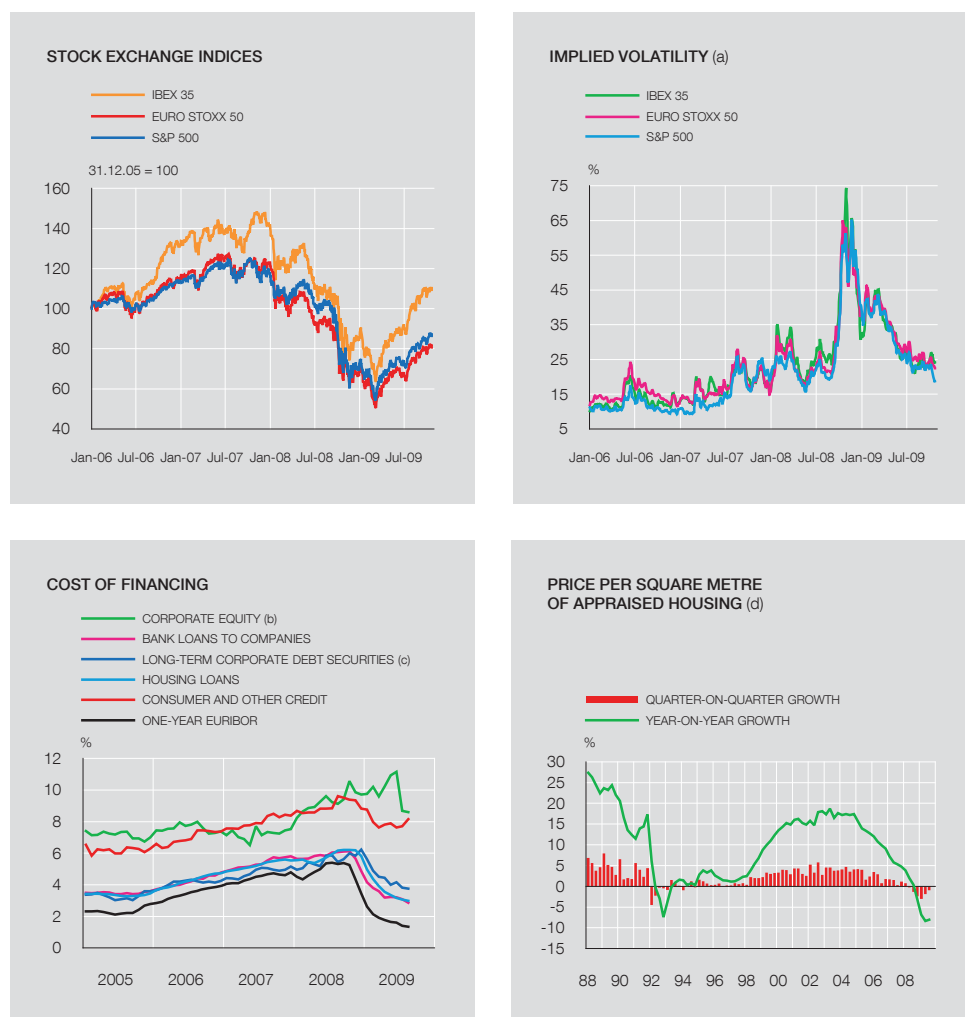 STOCK EXCHANGE INDICES
IBEX 35
EURO STOXX 50
S&P 500
31.12.05 = 100
160
140
120
100
80
60
40
Jan-06 Jul-06 Jan-07 Jul-07 Jan-08 Jul-08 Jan-09 Jul-09
IMPLIED VOLATILITY (a)
IBEX 35
EURO STOXX 50
S&P 500
%
75
65
55
45
35
25
15
5
Jan-06 Jul-06 Jan-07 Jul-07 Jan-08 Jul-08 Jan-09 Jul-09
COST OF FINANCING
CORPORATE EQUITY (b)
BANK LOANS TO COMPANIES
LONG-TERM CORPORATE DEBT SECURITIES (c)
HOUSING LOANS
CONSUMER AND OTHER CREDIT
ONE-YEAR EURIBOR
%
12
10
8
6
4
2
0
2005 2006 2007 2008 2009
PRICE PER SQUARE METRE
OF APPRAISED HOUSING (d)
QUARTER-ON-QUARTER GROWTH
YEAR-ON-YEAR GROWTH
%
30
25
20
15
10
5
0
-5
-10
-15
88 90 92 94 96 98 00 02 04 06 08